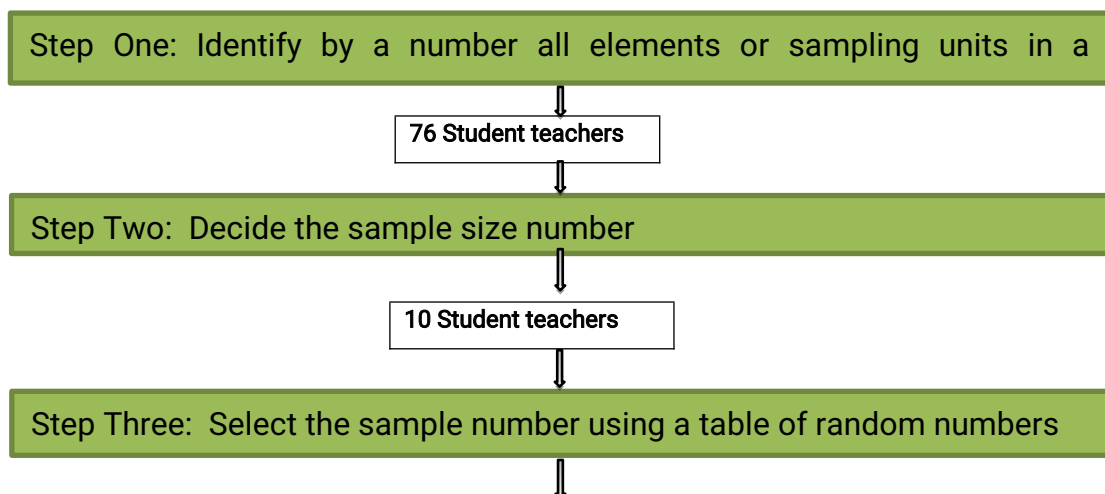 Step One: Identify by a number all elements or sampling units in a
76 Student teachers
Step Two: Decide the sample size number
10 Student teachers
Step Three: Select the sample number using a table of random numbers